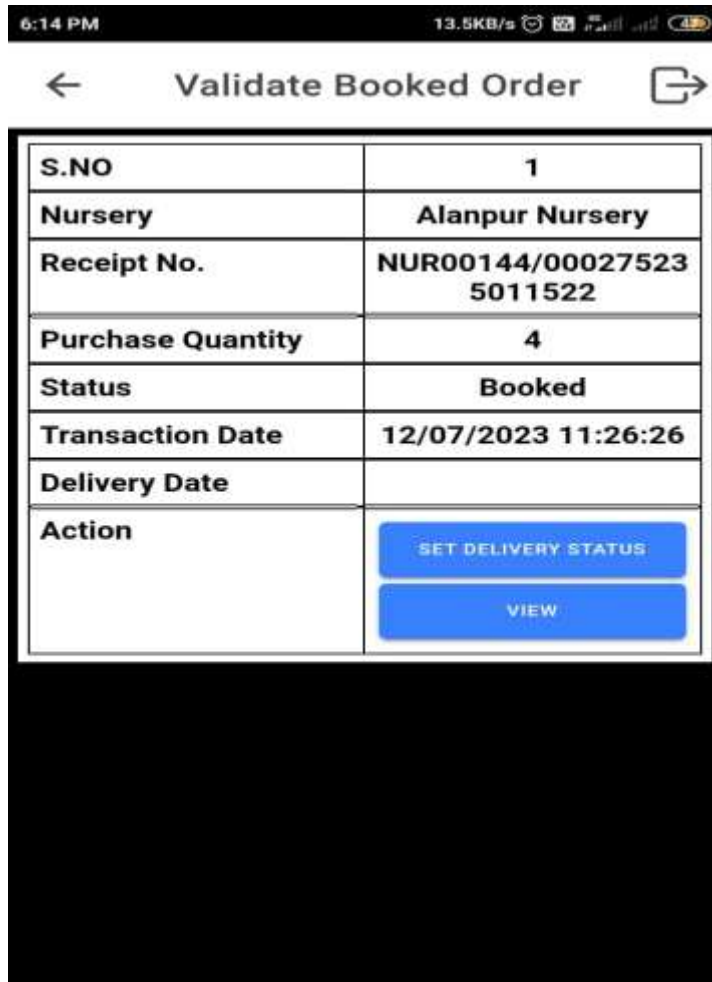 6:14 PM 13.5KB/s
Validate Booked Order
S.NO 1
Nursery Alanpur Nursery
Receipt No. NUR00144/00027523
5011522
Purchase Quantity 4
Status Booked
Transaction Date 12/07/2023 11:26:26
Delivery Date
Action SET DELIVERY STATUS
VIEW